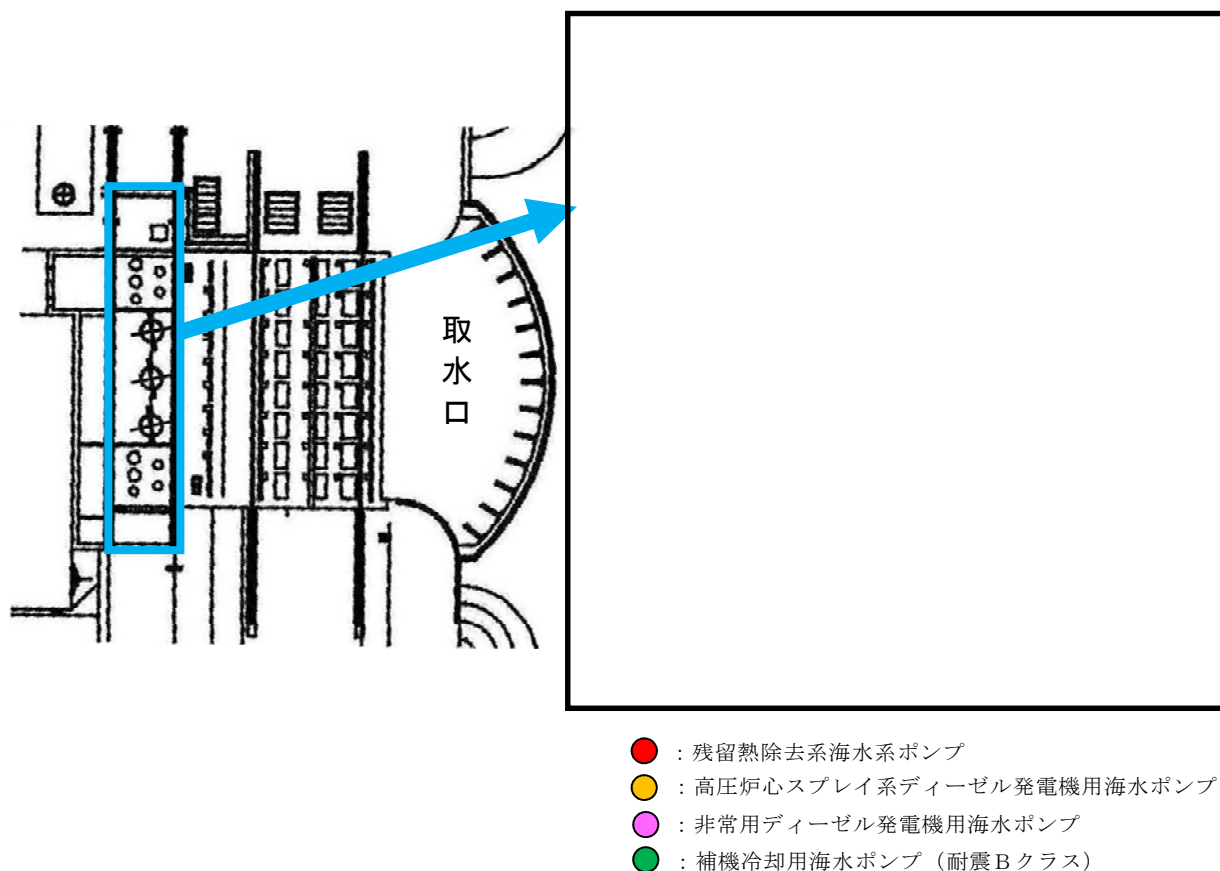 取水口
：残留熱除去系海水系ポンプ
：高圧炉心スプレイ系ディーゼル発電機用海水ポンプ
：非常用ディーゼル発電機用海水ポンプ
：補機冷却用海水ポンプ（耐震Ｂクラス）